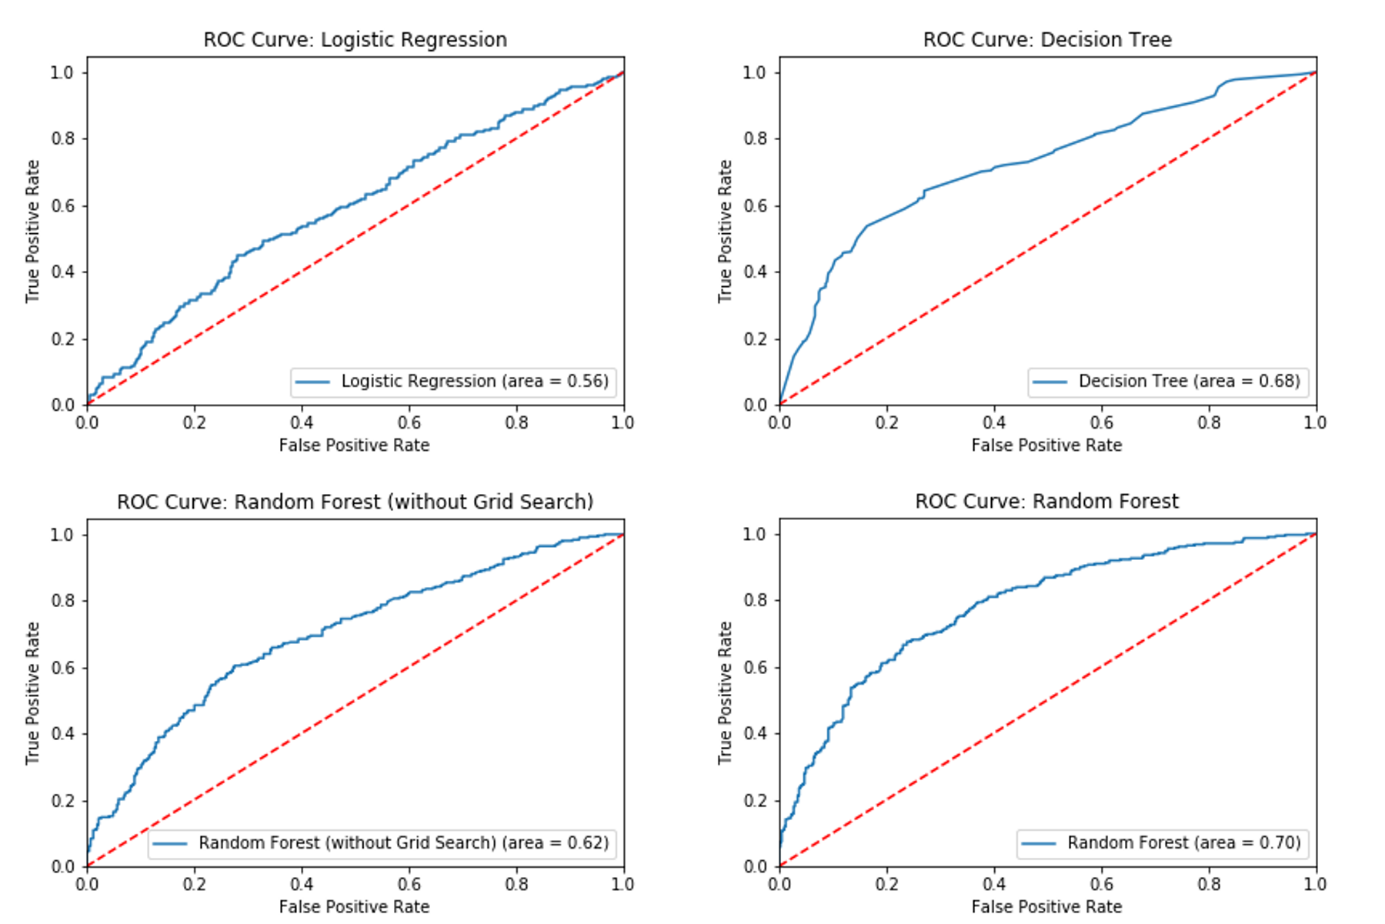 ROC Curve: Logistic Regression
1.0
0.8
0.6
0.4
0.2
0.0
True Positive Rate
Logistic Regression (area = 0.56)
0.0 0.2 0.4 0.6 0.8 1.0
False Positive Rate
ROC Curve: Decision Tree
1.0
0.8
0.6
0.4
0.2
0.0
True Positive Rate
Decision Tree (area = 0.68)
0.0 0.2 0.4 0.6 0.8 1.0
False Positive Rate
ROC Curve: Random Forest (without Grid Search)
1.0
0.8
0.6
0.4
0.2
0.0
True Positive Rate
Random Forest (without Grid Search) (area = 0.62)
0.0 0.2 0.4 0.6 0.8 1.0
False Positive Rate
ROC Curve: Random Forest
1.0
0.8
0.6
0.4
0.2
0.0
True Positive Rate
Random Forest (area = 0.70)
0.0 0.2 0.4 0.6 0.8 1.0
False Positive Rate